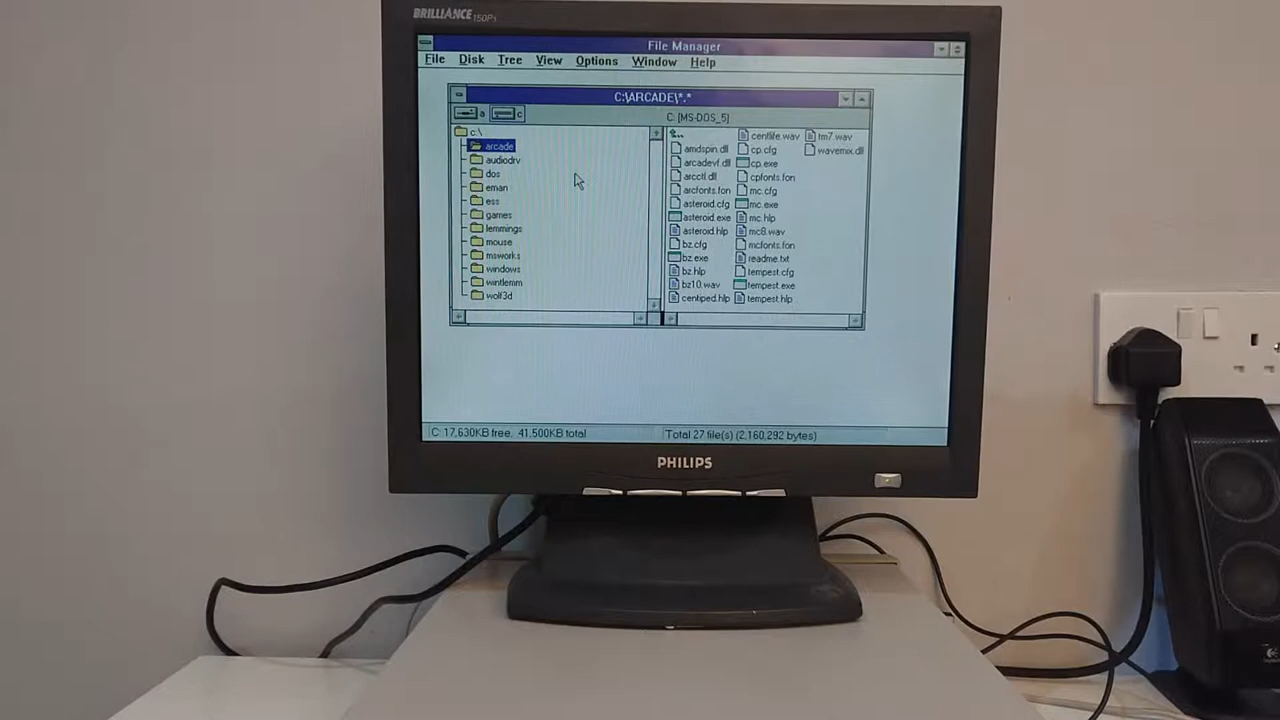 BRILLIANCE 150P3
File Manager
File Disk Tree View Options Window Help
C:\ARCADE\*.*
a c C: [MS-DOS_5]
c:\
arcade
audiodrv
dos
eman
ess
games
lemmings
mouse
msworks
windows
wintlemm
wolf3d
amdspin.dll
arcadevf.dll
arcctl.dll
arcfonts.fon
asteroid.cfg
asteroid.exe
asteroid.hlp
bz.cfg
bz.exe
bz.hlp
bz10.wav
centiped.hlp
centlife.wav
cp.cfg
cp.exe
cpfonts.fon
mc.cfg
mc.exe
mc.hlp
mc8.wav
mcfonts.fon
readme.txt
tempest.cfg
tempest.exe
tempest.hlp
tm7.wav
wavemix.dll
C: 17,630KB free, 41,500KB total Total 27 file(s) (2,160,292 bytes)
PHILIPS